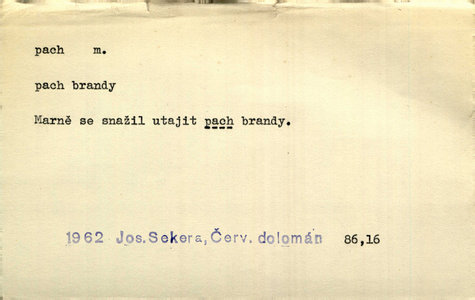 pach m.
pach brandy
Marně se snažil utajit pach brandy.
1962 Jos. Sekera, Červ. dolomán 86,16